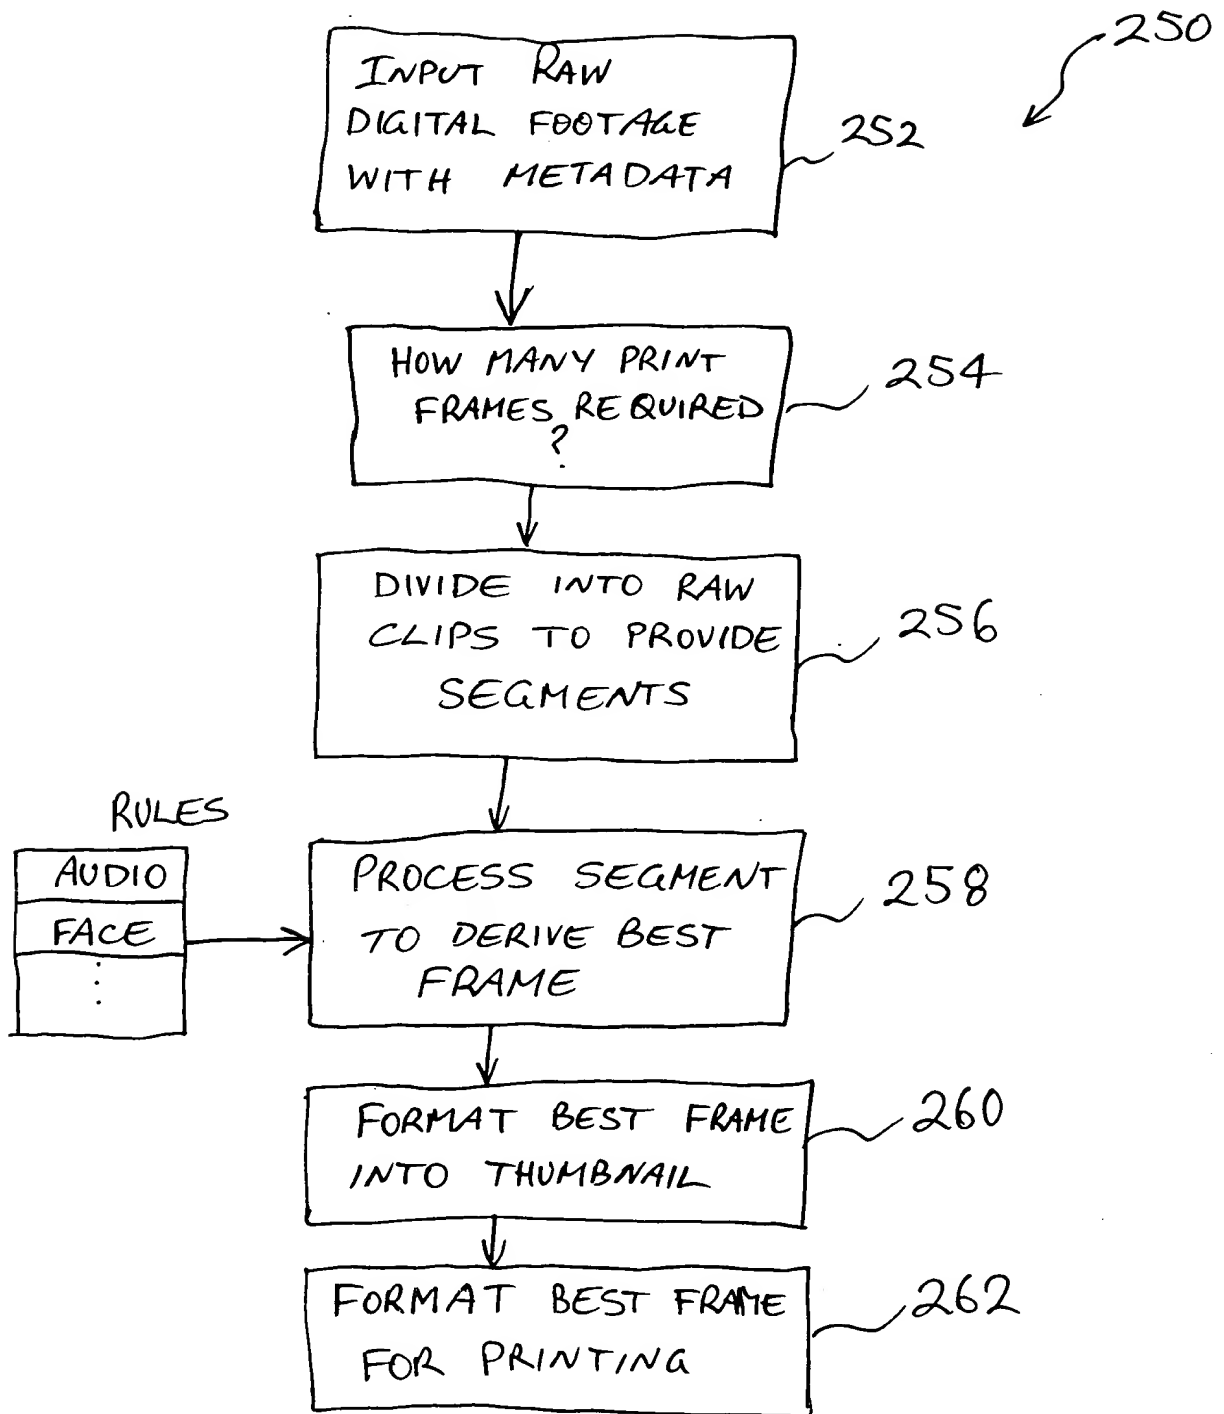 250
INPUT RAW
DIGITAL FOOTAGE
WITH METADATA
252
HOW MANY PRINT
FRAMES REQUIRED
?
254
DIVIDE INTO RAW
CLIPS TO PROVIDE
SEGMENTS
256
RULES
AUDIO
FACE
PROCESS SEGMENT
TO DERIVE BEST
FRAME
258
FORMAT BEST FRAME
INTO THUMBNAIL
260
FORMAT BEST FRAME
FOR PRINTING
262